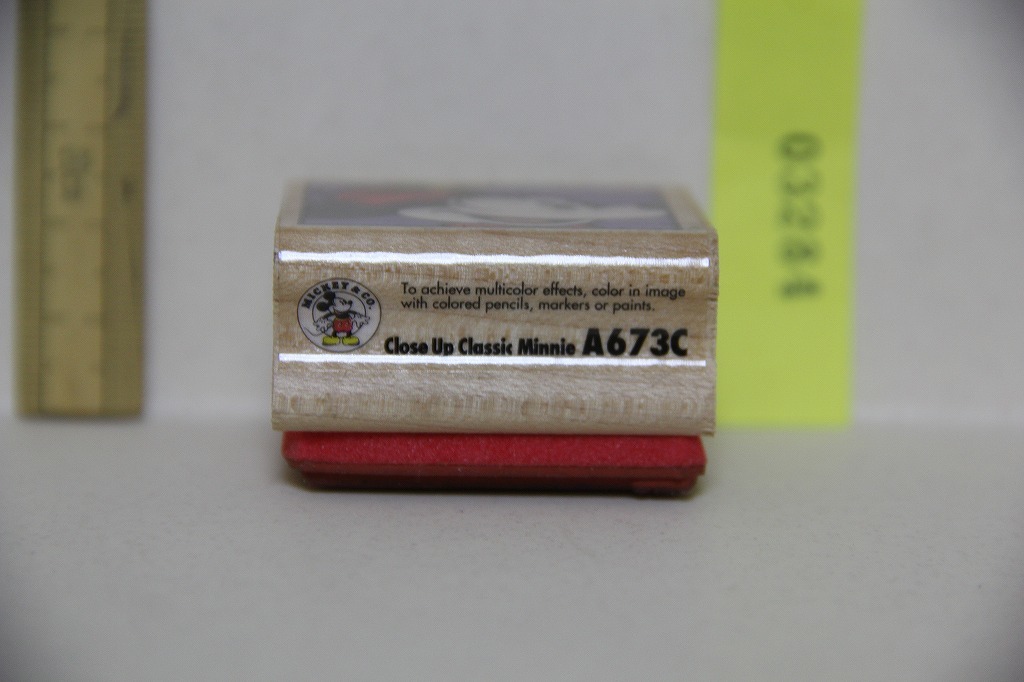 MICKEY & CO.
To achieve multicolor effects, color in image
with colored pencils, markers or paints.
Close Up Classic Minnie A673C